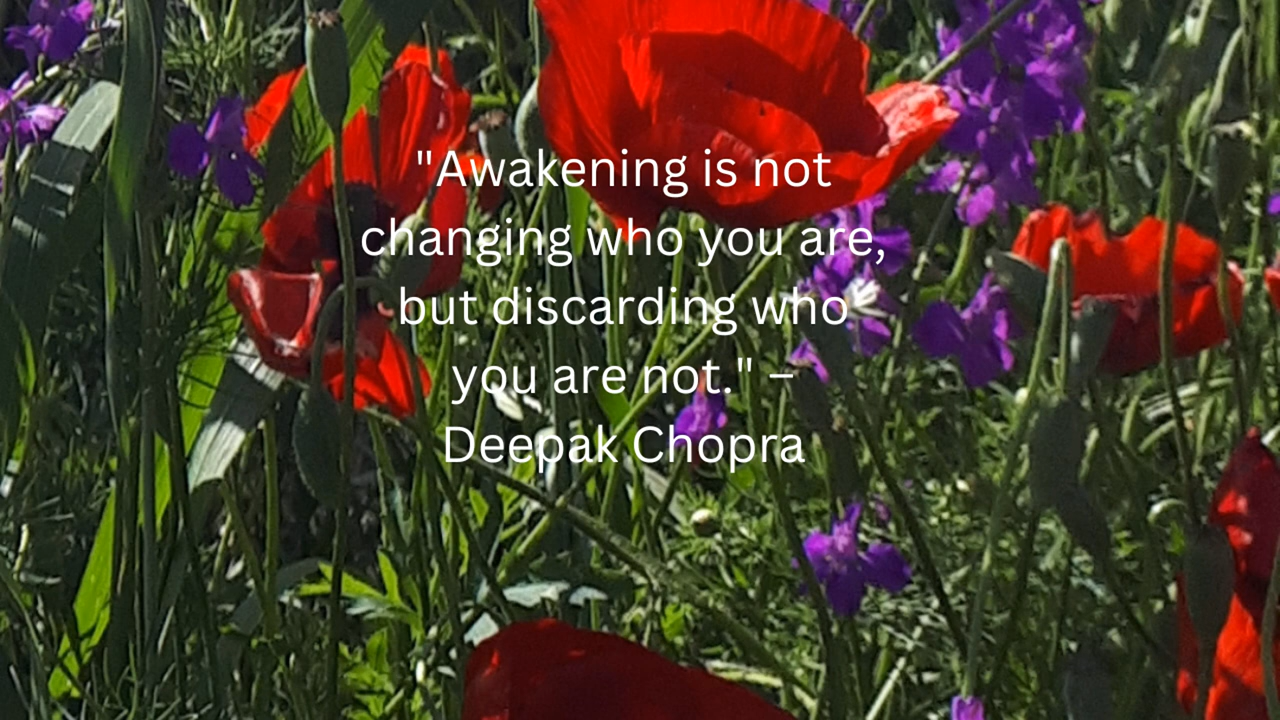 "Awakening is not
changing who you are,
but discarding who
you are not." –
Deepak Chopra